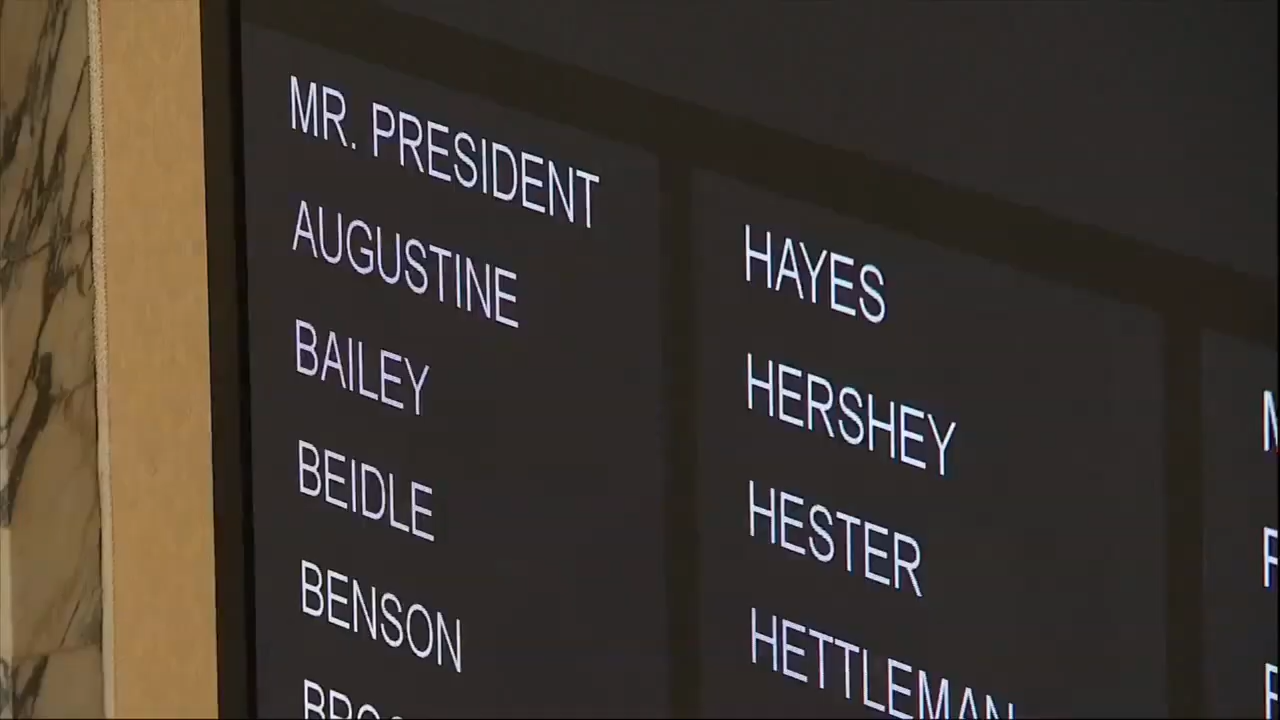 MR. PRESIDENT
AUGUSTINE
BAILEY
BEIDLE
BENSON
HAYES
HERSHEY
HESTER
HETTLEMAN